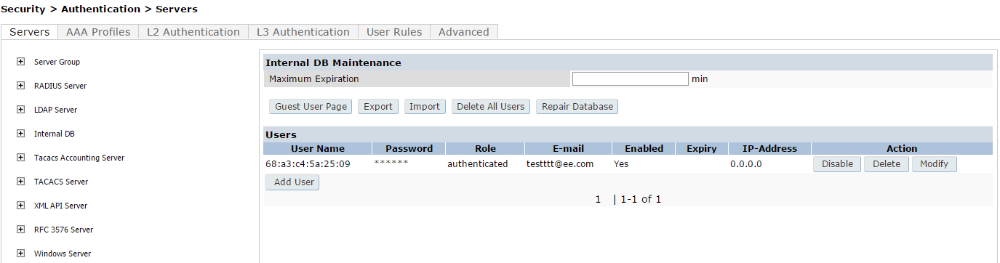 Security > Authentication > Servers
Servers AAA Profiles L2 Authentication L3 Authentication User Rules Advanced
Server Group
RADIUS Server
LDAP Server
Internal DB
Tacacs Accounting Server
TACACS Server
XML API Server
RFC 3576 Server
Windows Server
Internal DB Maintenance
Maximum Expiration min
Guest User Page Export Import Delete All Users Repair Database
Users
User Name Password Role E-mail Enabled Expiry IP-Address Action
68:a3:c4:5a:25:09 ****** authenticated testttt@ee.com Yes 0.0.0.0 Disable Delete Modify
Add User
1 | 1-1 of 1